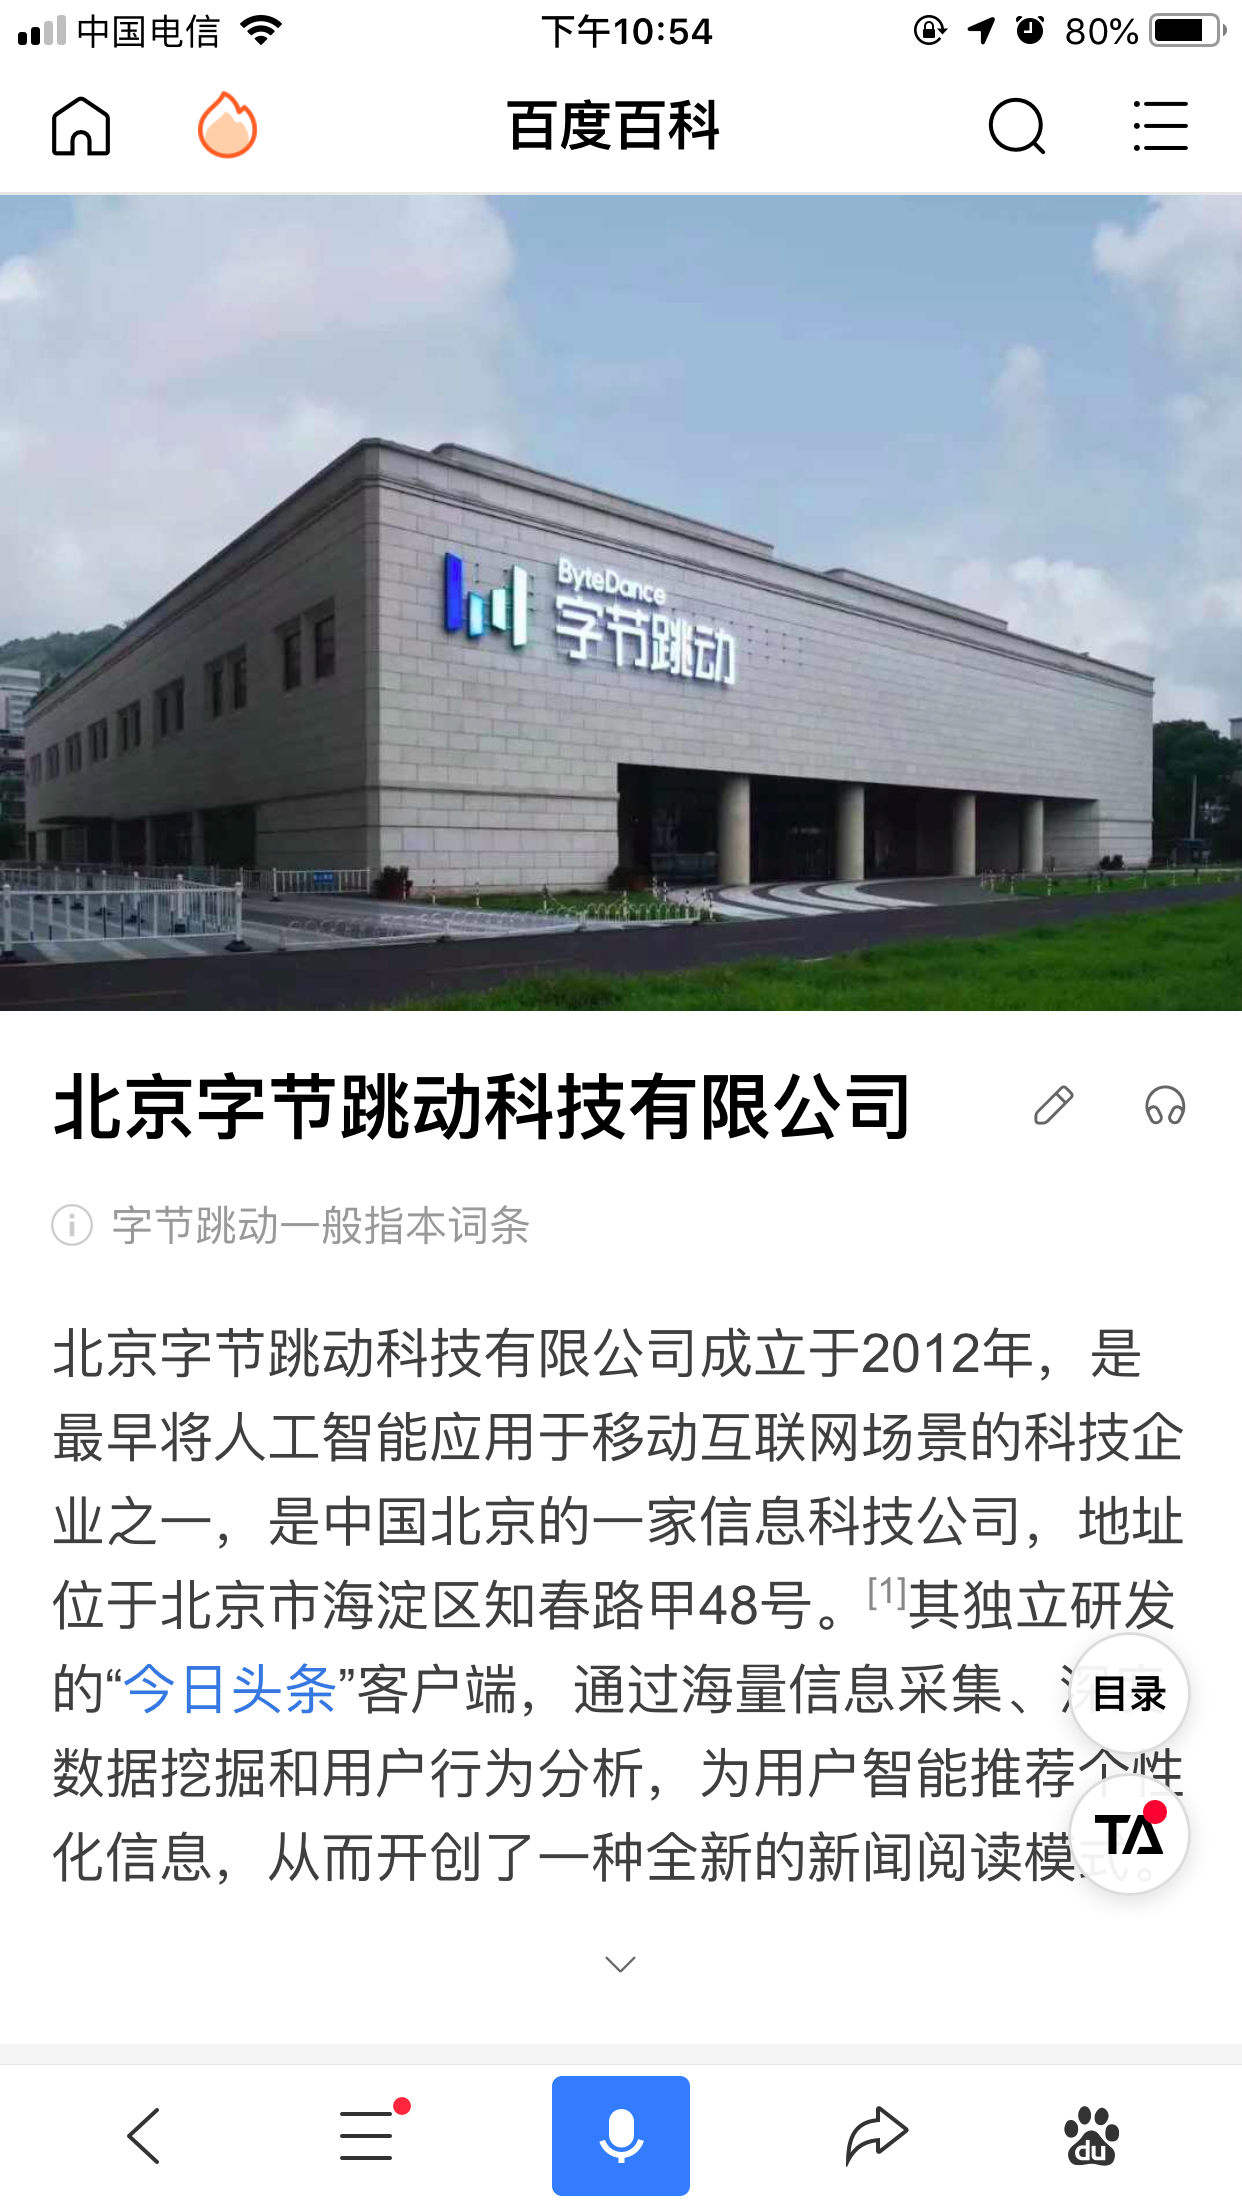 中国电信
下午10:54
80%
百度百科
ByteDance
字节跳动
北京字节跳动科技有限公司
字节跳动一般指本词条
北京字节跳动科技有限公司成立于2012年，是
最早将人工智能应用于移动互联网场景的科技企
业之一，是中国北京的一家信息科技公司，地址
位于北京市海淀区知春路甲48号。[1]其独立研发
的“今日头条”客户端，通过海量信息采集、深度
目录
数据挖掘和用户行为分析，为用户智能推荐个性
TA
化信息，从而开创了一种全新的新闻阅读模式。
du